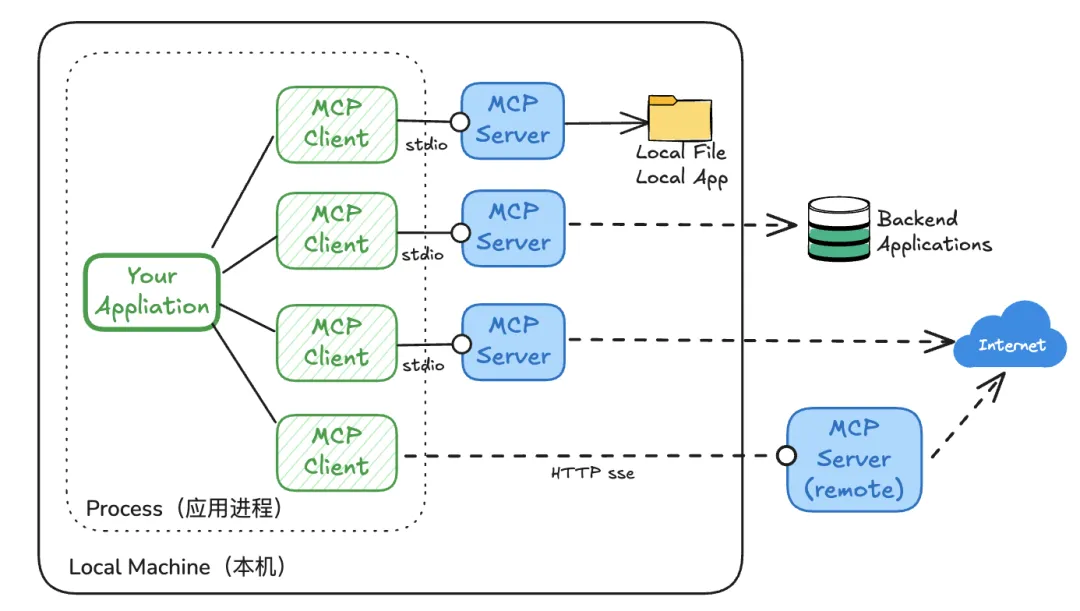 MCP
Client
stdio
MCP
Server
Local File
Local App
MCP
Client
stdio
MCP
Server
Backend
Applications
Your
Appliation
MCP
Client
stdio
MCP
Server
Internet
MCP
Client
HTTP sse
MCP
Server
(remote)
Process（应用进程）
Local Machine（本机）